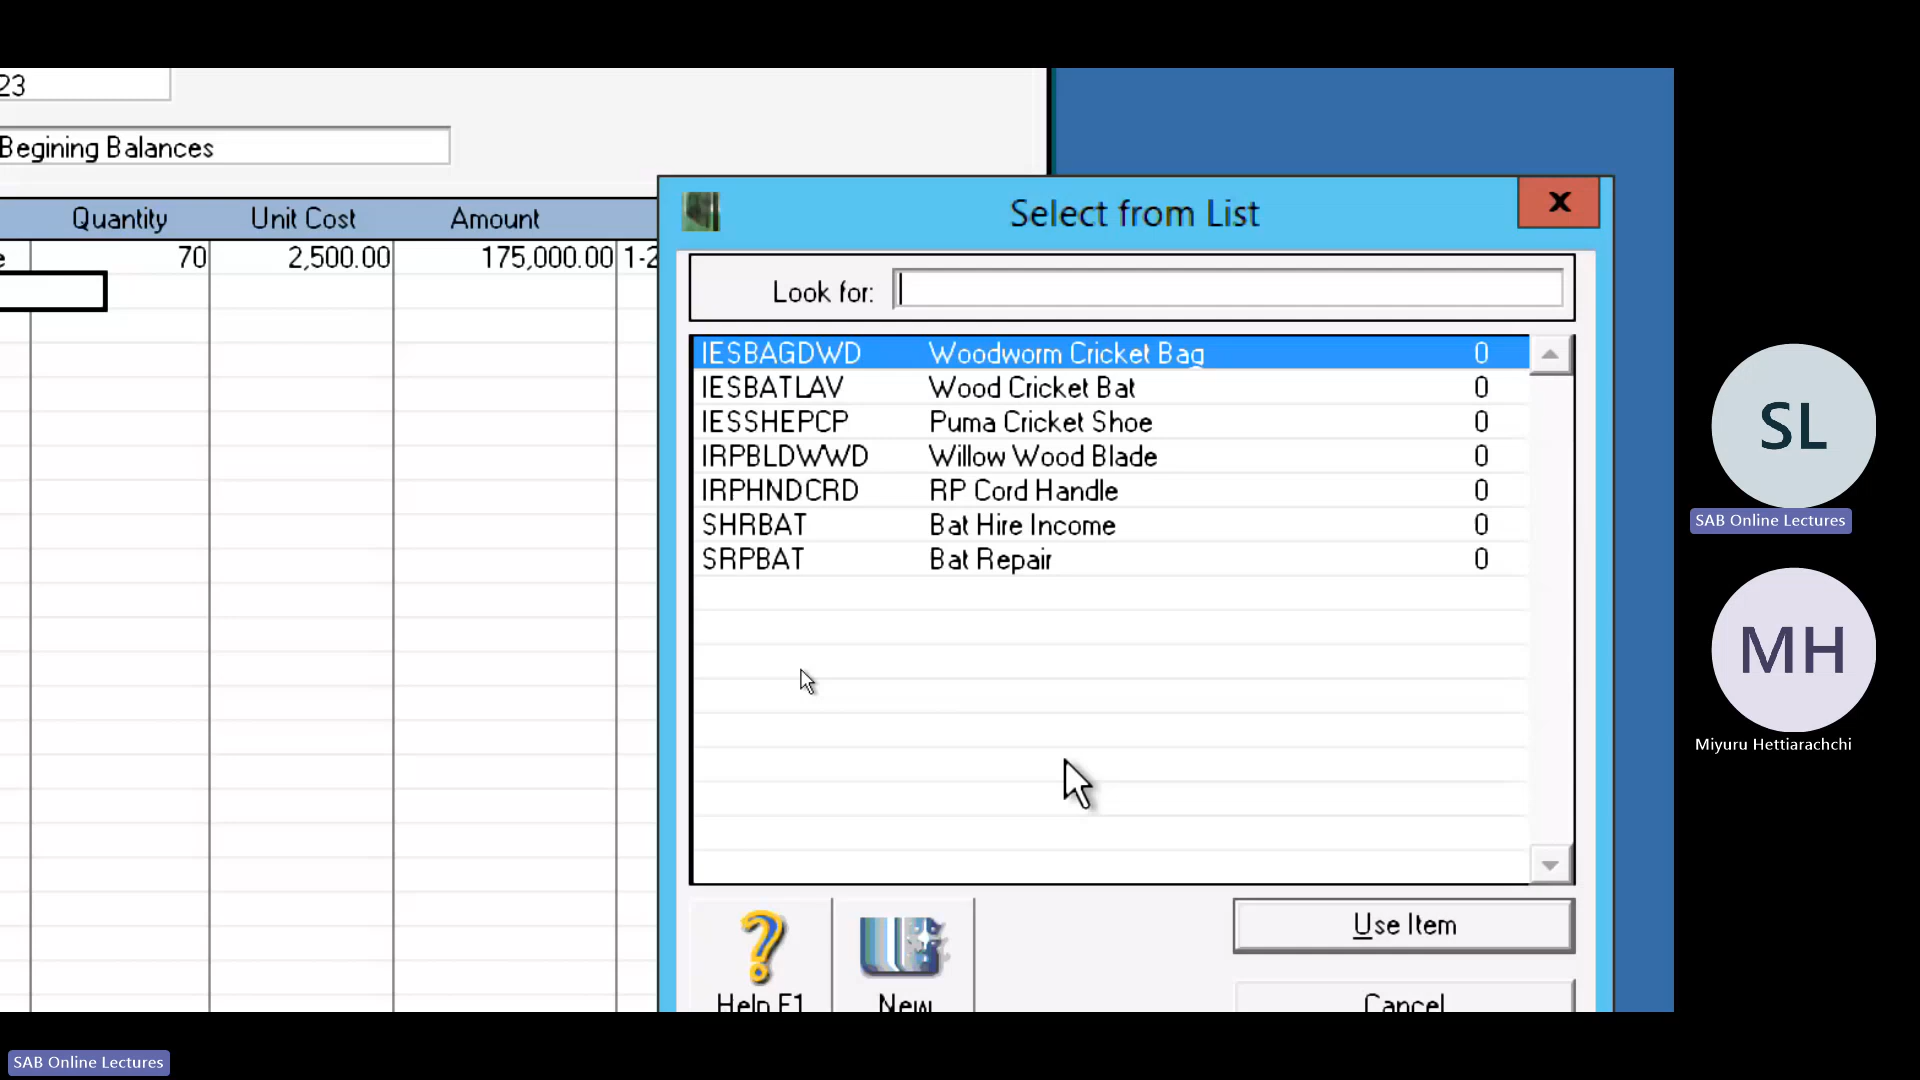 23
Begining Balances
Quantity Unit Cost Amount
e 70 2,500.00 175,000.00 1-2
Select from List
X
Look for:
IESBAGDWD Woodworm Cricket Bag 0
IESBATLAV Wood Cricket Bat 0
IESSHEPCP Puma Cricket Shoe 0
IRPBLDWWD Willow Wood Blade 0
IRPHNDCRD RP Cord Handle 0
SHRBAT Bat Hire Income 0
SRPBAT Bat Repair 0
Use Item
Help F1 New Cancel
SL
SAB Online Lectures
MH
Miyuru Hettiarachchi
SAB Online Lectures